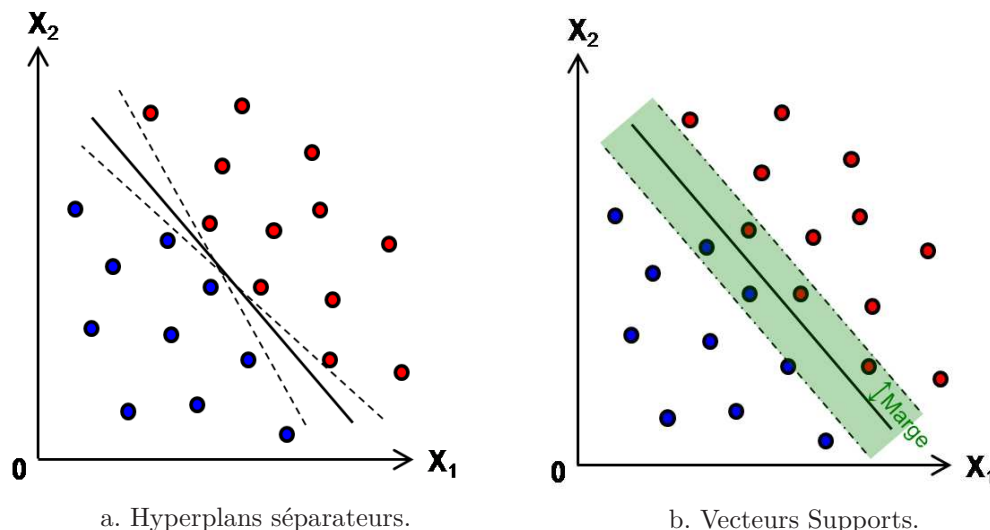 X2
0
X1
a. Hyperplans séparateurs.
X2
Marge
0
X1
b. Vecteurs Supports.